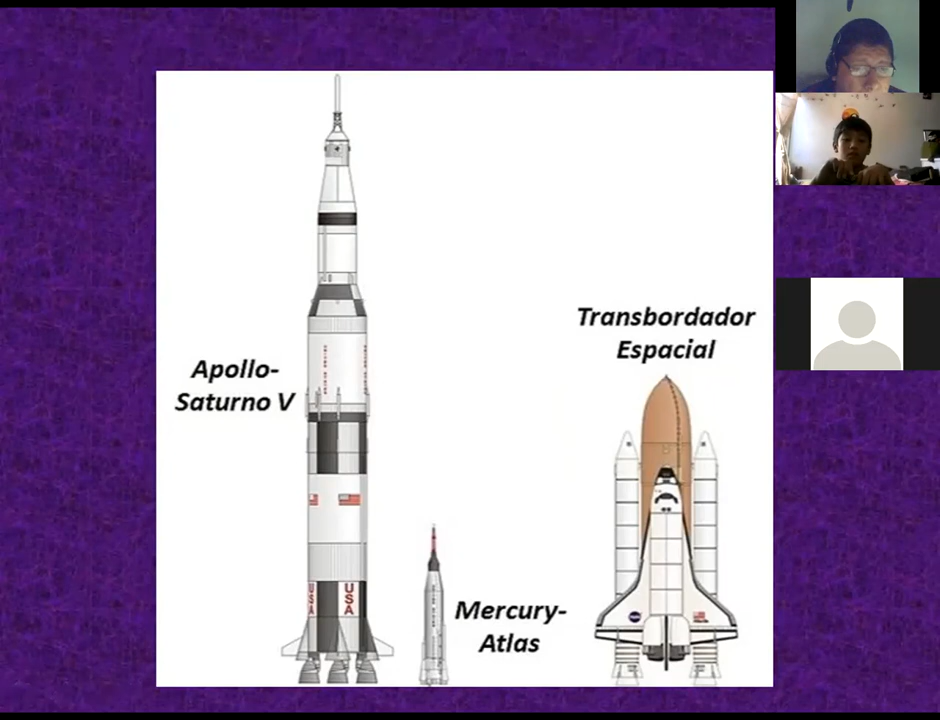 Transbordador
Espacial
Apollo-
Saturno V
Mercury-
Atlas
USA
USA